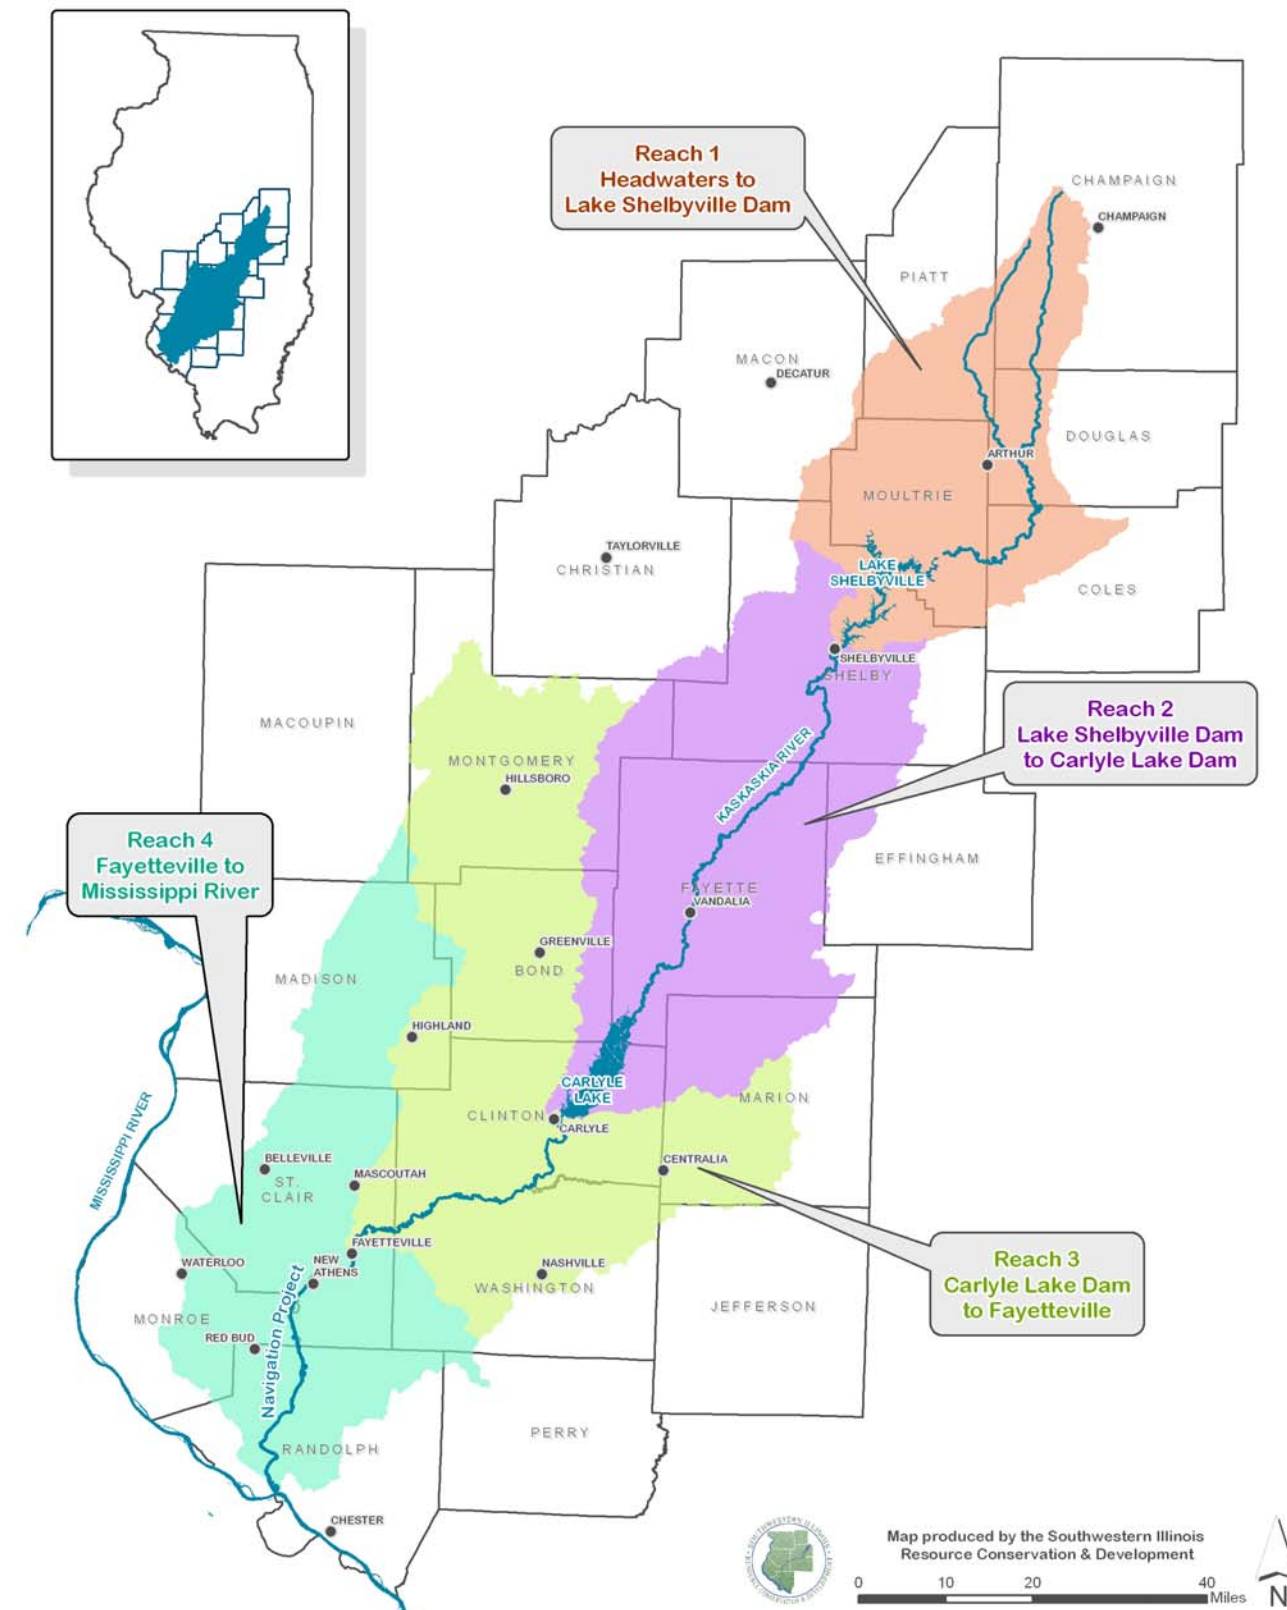 Reach 1
Headwaters to
Lake Shelbyville Dam
CHAMPAIGN
CHAMPAIGN
PIATT
MACON
DECATUR
DOUGLAS
ARTHUR
MOULTRIE
TAYLORVILLE
CHRISTIAN
LAKE
SHELBYVILLE
COLES
SHELBYVILLE
SHELBY
Reach 2
Lake Shelbyville Dam
to Carlyle Lake Dam
MACOUPIN
MONTGOMERY
HILLSBORO
KASKASKIA RIVER
Reach 4
Fayetteville to
Mississippi River
EFFINGHAM
FAYETTE
VANDALIA
GREENVILLE
BOND
MADISON
HIGHLAND
CARLYLE
LAKE
MARION
CLINTON
CARLYLE
MISSISSIPPI RIVER
BELLEVILLE
ST.
CLAIR
MASCOUTAH
CENTRALIA
FAYETTEVILLE
WATERLOO
NEW
ATHENS
NASHVILLE
WASHINGTON
Reach 3
Carlyle Lake Dam
to Fayetteville
JEFFERSON
MONROE
RED BUD
Navigation Project
PERRY
RANDOLPH
CHESTER
SOUTHWESTERN ILLINOIS
RESOURCE CONSERVATION & DEVELOPMENT
Map produced by the Southwestern Illinois
Resource Conservation & Development
0 10 20 40
Miles
N